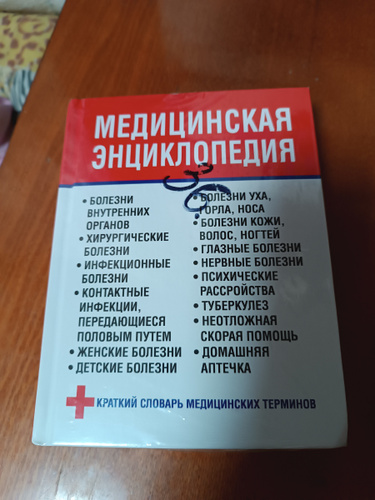 МЕДИЦИНСКАЯ
ЭНЦИКЛОПЕДИЯ
• БОЛЕЗНИ
ВНУТРЕННИХ
ОРГАНОВ
• ХИРУРГИЧЕСКИЕ
БОЛЕЗНИ
• ИНФЕКЦИОННЫЕ
БОЛЕЗНИ
• КОНТАКТНЫЕ
ИНФЕКЦИИ,
ПЕРЕДАЮЩИЕСЯ
ПОЛОВЫМ ПУТЕМ
• ЖЕНСКИЕ БОЛЕЗНИ
• ДЕТСКИЕ БОЛЕЗНИ
• БОЛЕЗНИ УХА,
ГОРЛА, НОСА
• БОЛЕЗНИ КОЖИ,
ВОЛОС, НОГТЕЙ
• ГЛАЗНЫЕ БОЛЕЗНИ
• НЕРВНЫЕ БОЛЕЗНИ
• ПСИХИЧЕСКИЕ
РАССРОЙСТВА
• ТУБЕРКУЛЕЗ
• НЕОТЛОЖНАЯ
СКОРАЯ ПОМОЩЬ
• ДОМАШНЯЯ
АПТЕЧКА
КРАТКИЙ СЛОВАРЬ МЕДИЦИНСКИХ ТЕРМИНОВ